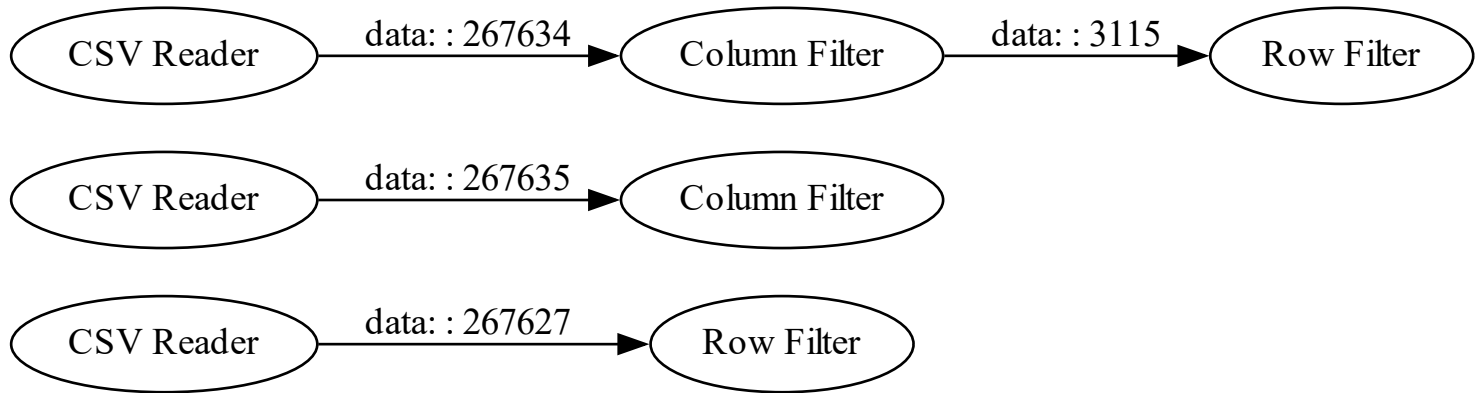 CSV Reader data: : 267634 Column Filter data: : 3115 Row Filter
CSV Reader data: : 267635 Column Filter
CSV Reader data: : 267627 Row Filter